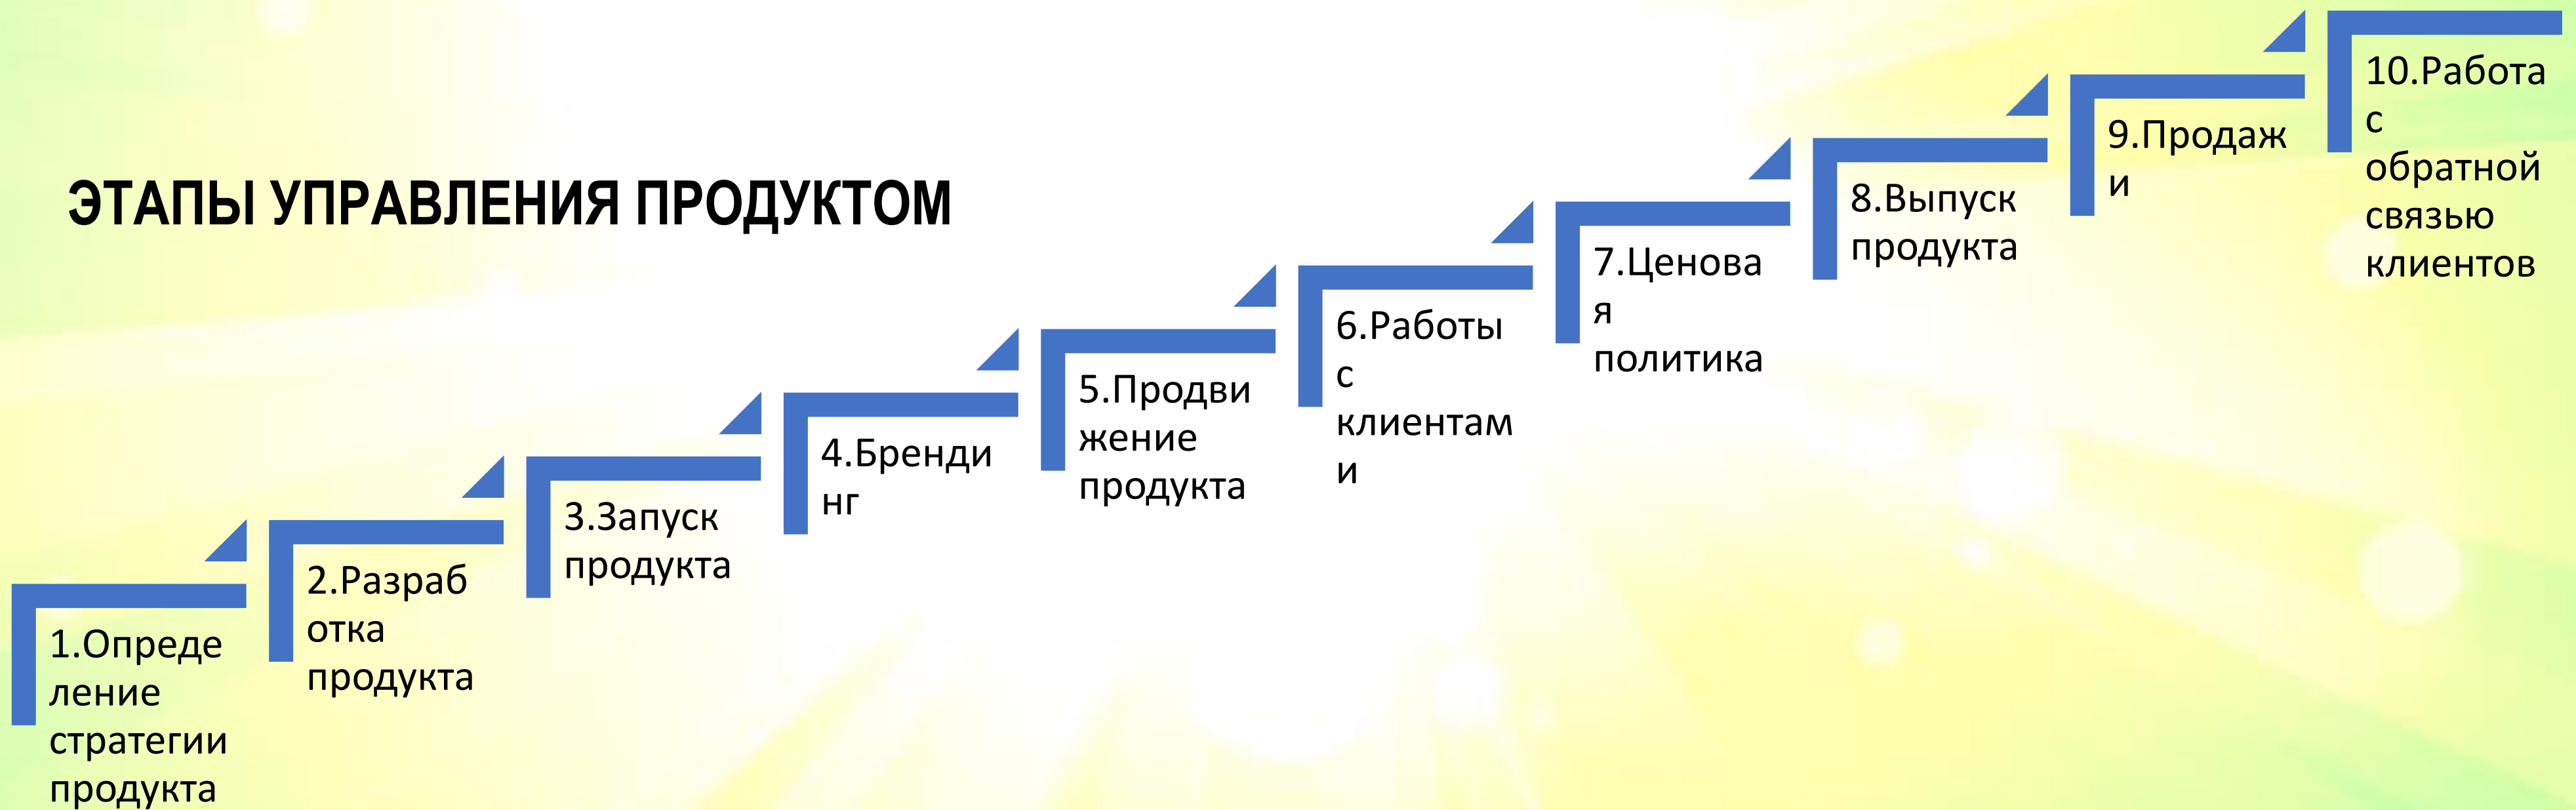 ЭТАПЫ УПРАВЛЕНИЯ ПРОДУКТОМ
1.Опреде
ление
стратегии
продукта
2.Разраб
отка
продукта
3.Запуск
продукта
4.Бренди
нг
5.Продви
жение
продукта
6.Работы
с
клиентам
и
7.Ценова
я
политика
8.Выпуск
продукта
9.Продаж
и
10.Работа
с
обратной
связью
клиентов